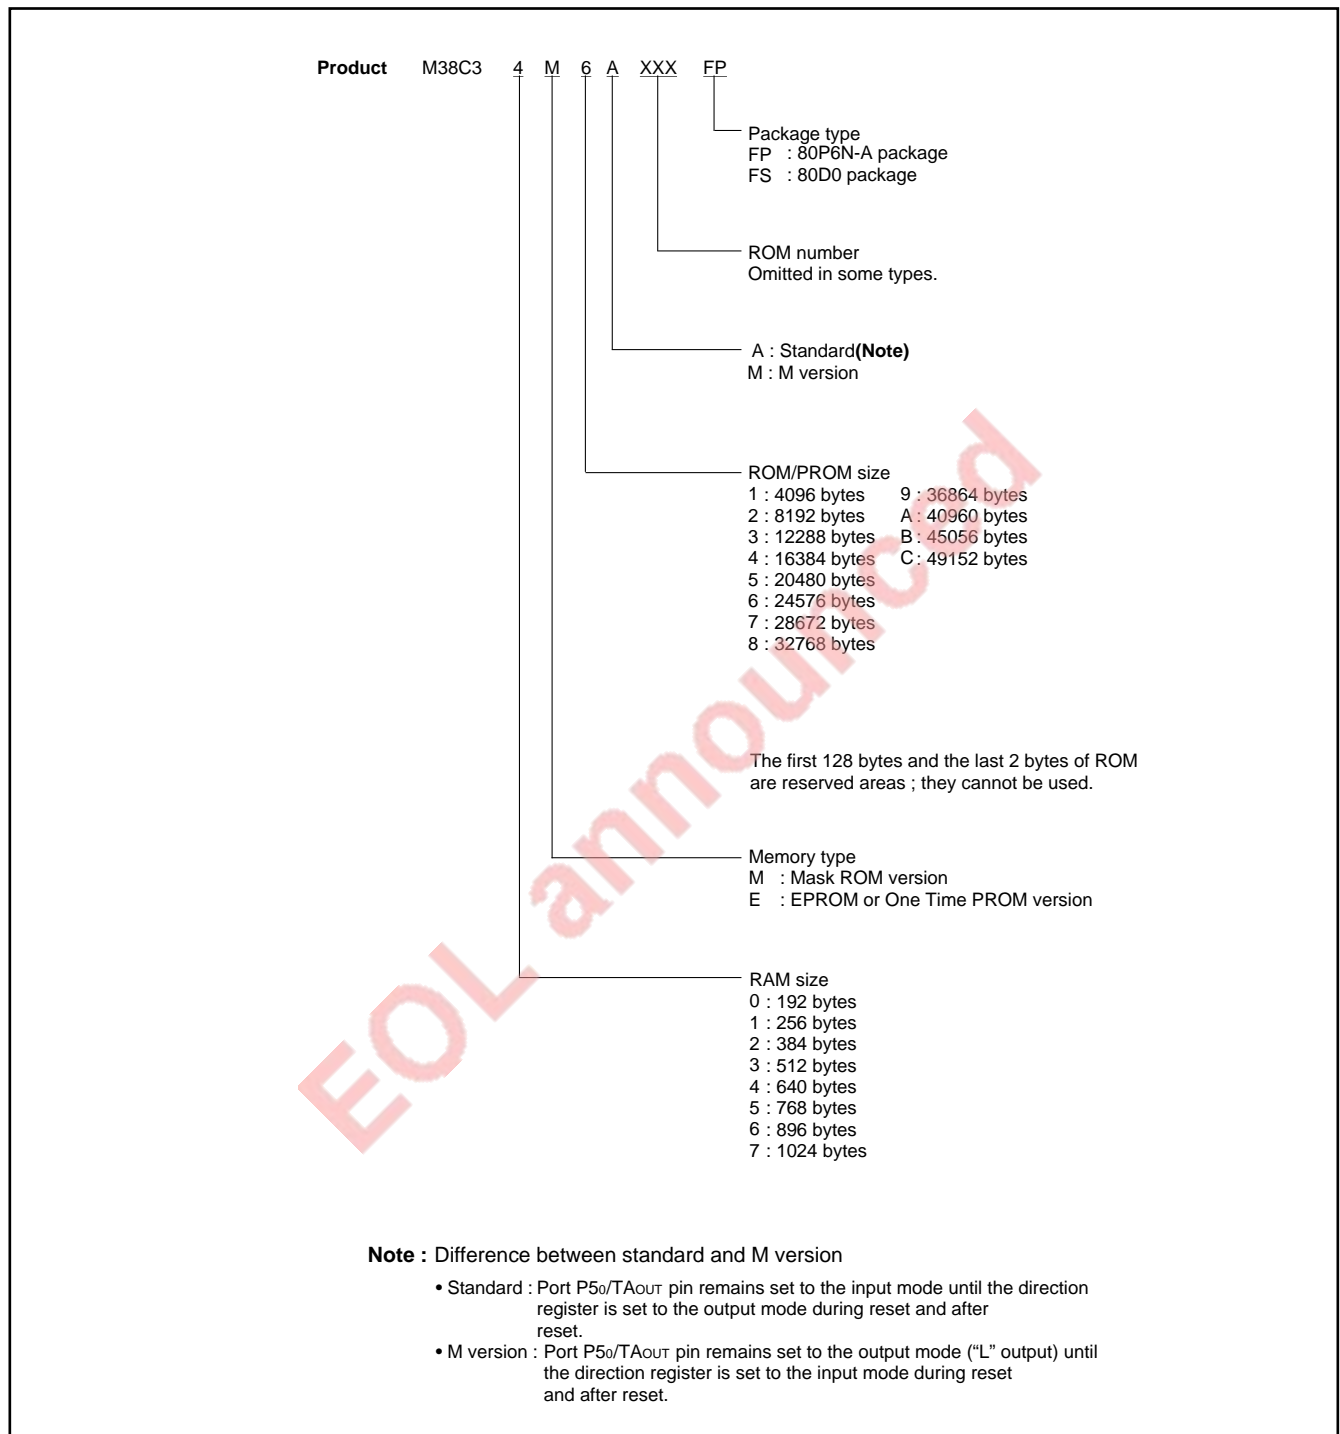 Product M38C3 4 M 6 A XXX FP
Package type
FP : 80P6N-A package
FS : 80D0 package
ROM number
Omitted in some types.
A : Standard(Note)
M : M version
ROM/PROM size
1 : 4096 bytes 9 : 36864 bytes
2 : 8192 bytes A : 40960 bytes
3 : 12288 bytes B : 45056 bytes
4 : 16384 bytes C : 49152 bytes
5 : 20480 bytes
6 : 24576 bytes
7 : 28672 bytes
8 : 32768 bytes
The first 128 bytes and the last 2 bytes of ROM
are reserved areas ; they cannot be used.
Memory type
M : Mask ROM version
E : EPROM or One Time PROM version
RAM size
0 : 192 bytes
1 : 256 bytes
2 : 384 bytes
3 : 512 bytes
4 : 640 bytes
5 : 768 bytes
6 : 896 bytes
7 : 1024 bytes
Note : Difference between standard and M version
• Standard : Port P50/TAOUT pin remains set to the input mode until the direction
register is set to the output mode during reset and after
reset.
• M version : Port P50/TAOUT pin remains set to the output mode (“L” output) until
the direction register is set to the input mode during reset
and after reset.
EOL announced